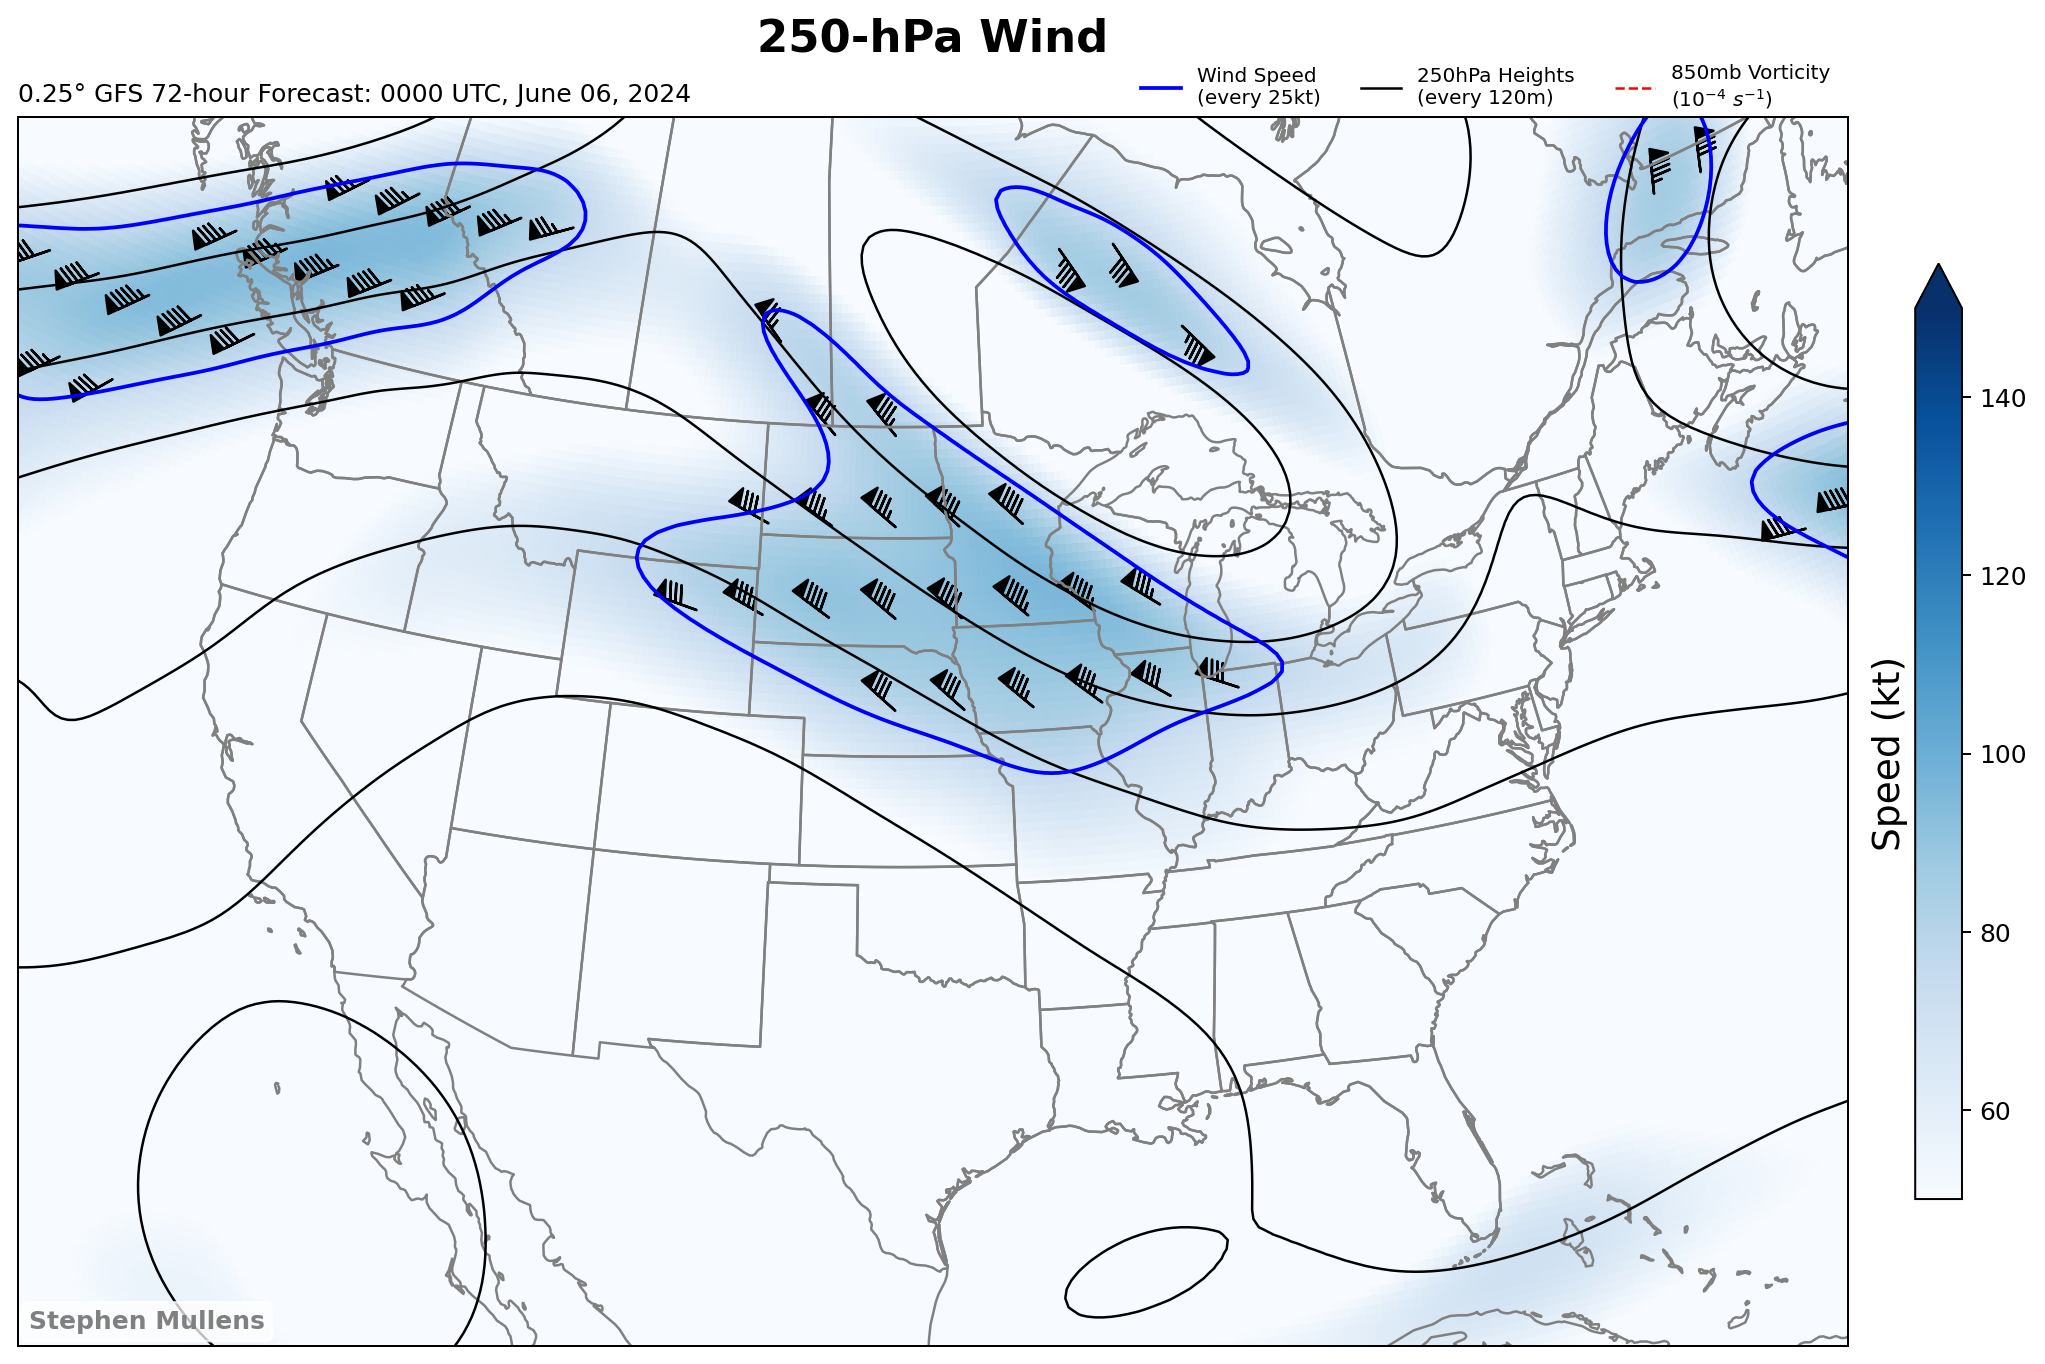 250-hPa Wind
0.25° GFS 72-hour Forecast: 0000 UTC, June 06, 2024
Wind Speed
(every 25kt)
250hPa Heights
(every 120m)
850mb Vorticity
(10⁻⁴ s⁻¹)
140
120
100
80
60
Speed (kt)
Stephen Mullens